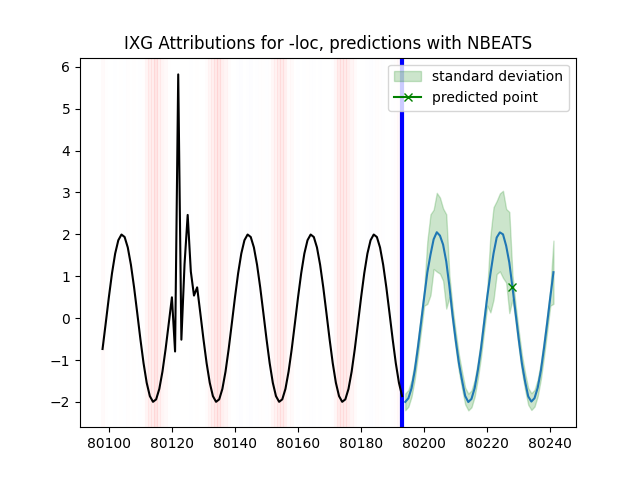 IXG Attributions for -loc, predictions with NBEATS
standard deviation
predicted point
6
5
4
3
2
1
0
−1
−2
80100 80120 80140 80160 80180 80200 80220 80240